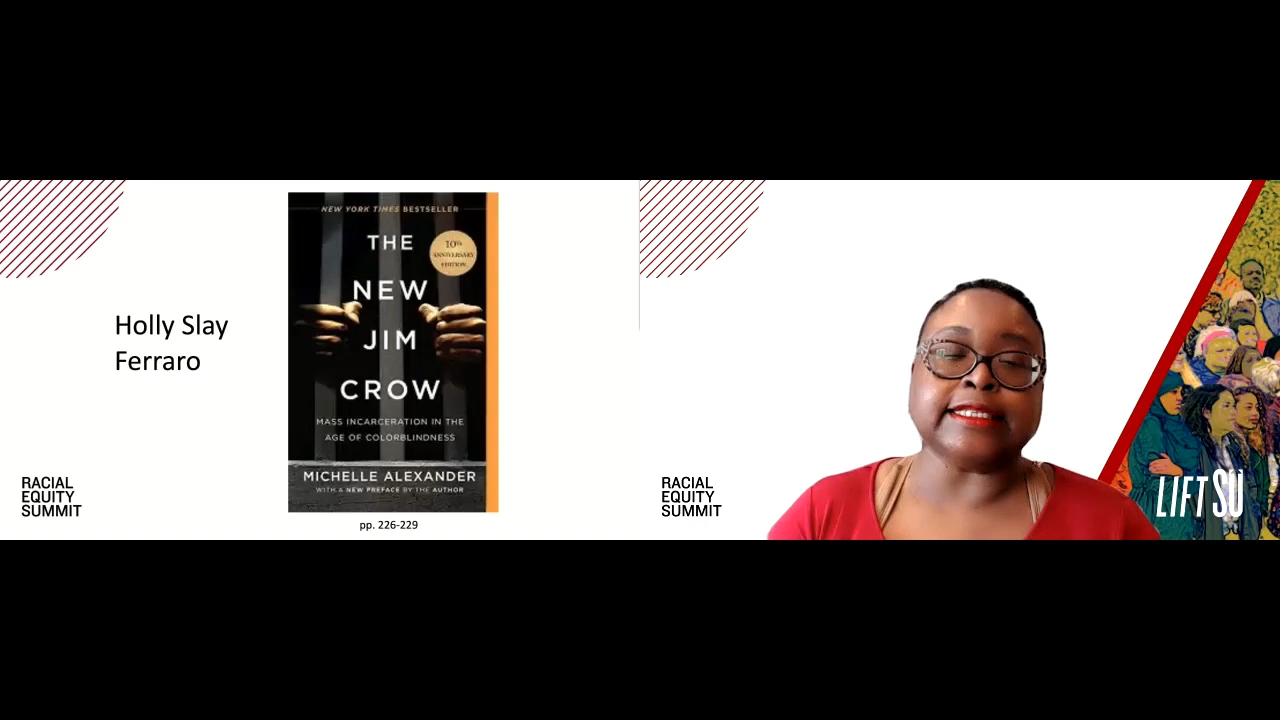 Holly Slay
Ferraro
NEW YORK TIMES BESTSELLER
THE
10th
ANNIVERSARY
EDITION
NEW
JIM
CROW
MASS INCARCERATION IN THE
AGE OF COLORBLINDNESS
MICHELLE ALEXANDER
WITH A NEW PREFACE BY THE AUTHOR
pp. 226-229
RACIAL
EQUITY
SUMMIT
RACIAL
EQUITY
SUMMIT
LIFT SU